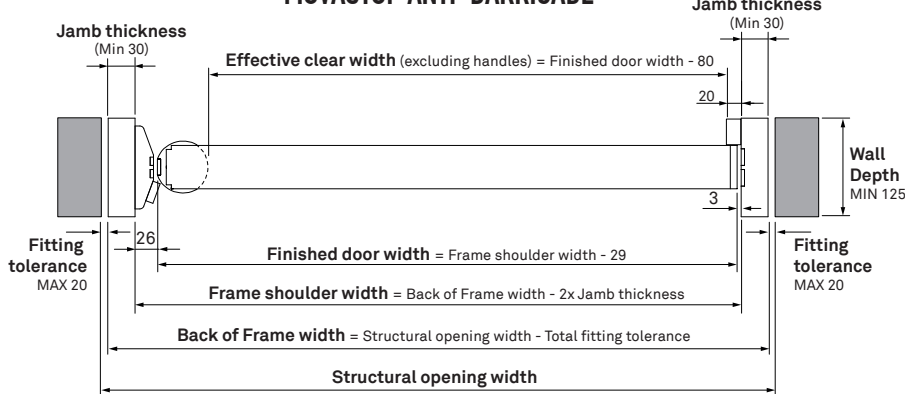 MOVASTOP ANTI-BARRICADE
Jamb thickness
(Min 30)
Jamb thickness
(Min 30)
Effective clear width (excluding handles) = Finished door width - 80
20
Wall
Depth
MIN 125
3
26
Fitting
tolerance
MAX 20
Finished door width = Frame shoulder width - 29
Fitting
tolerance
MAX 20
Frame shoulder width = Back of Frame width - 2x Jamb thickness
Back of Frame width = Structural opening width - Total fitting tolerance
Structural opening width